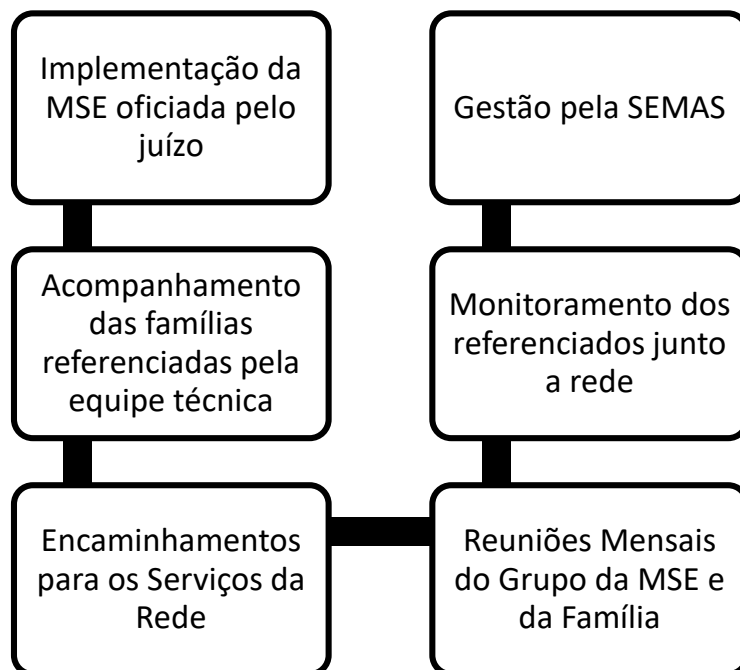 Implementação da
MSE oficiada pelo
juízo
Acompanhamento
das famílias
referenciadas pela
equipe técnica
Encaminhamentos
para os Serviços da
Rede
Reuniões Mensais
do Grupo da MSE e
da Família
Monitoramento dos
referenciados junto
a rede
Gestão pela SEMAS